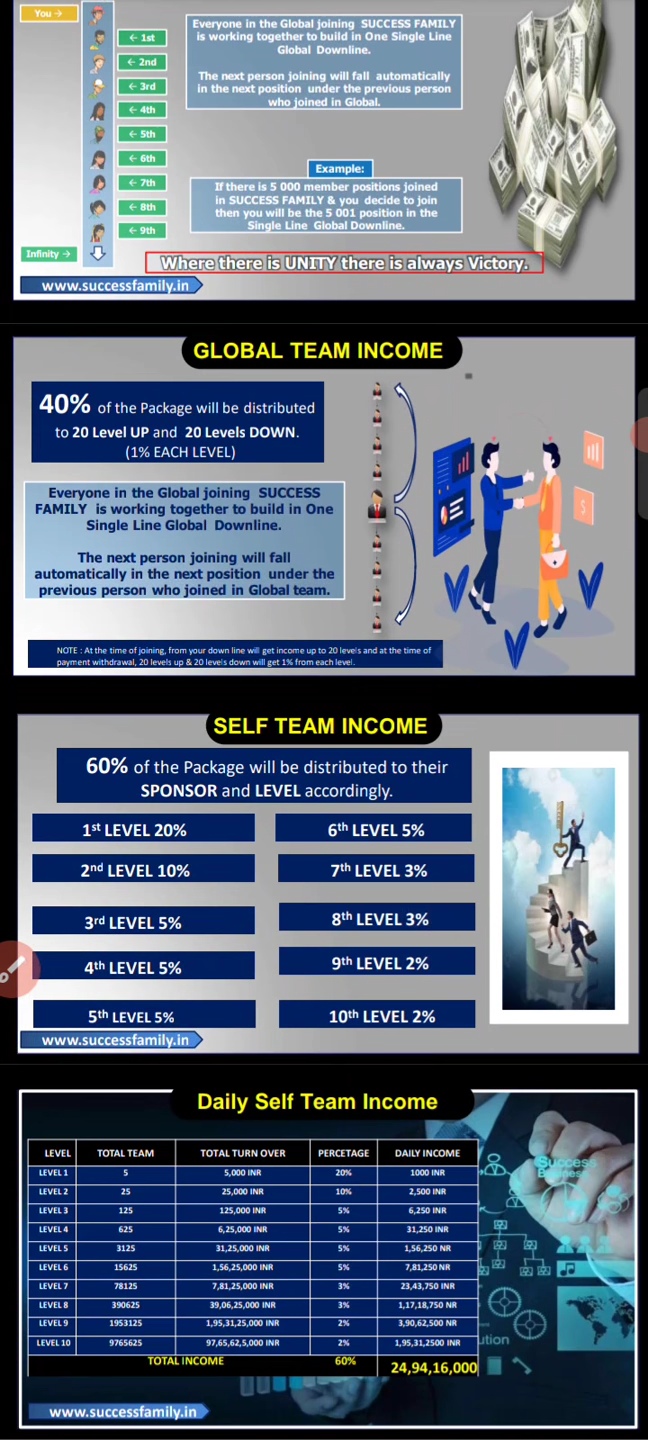 You →
← 1st
← 2nd
← 3rd
← 4th
← 5th
← 6th
← 7th
← 8th
← 9th
Infinity →
Everyone in the Global joining SUCCESS FAMILY
is working together to build in One Single Line
Global Downline.
The next person joining will fall automatically
in the next position under the previous person
who joined in Global.
Example:
If there is 5 000 member positions joined
in SUCCESS FAMILY & you decide to join
then you will be the 5 001 position in the
Single Line Global Downline.
Where there is UNITY there is always Victory.
www.successfamily.in
GLOBAL TEAM INCOME
40% of the Package will be distributed
to 20 Level UP and 20 Levels DOWN.
(1% EACH LEVEL)
Everyone in the Global joining SUCCESS
FAMILY is working together to build in One
Single Line Global Downline.
The next person joining will fall
automatically in the next position under the
previous person who joined in Global team.
NOTE : At the time of joining, from your down line will get income up to 20 levels and at the time of
payment withdrawal, 20 levels up & 20 levels down will get 1% from each level.
SELF TEAM INCOME
60% of the Package will be distributed to their
SPONSOR and LEVEL accordingly.
1st LEVEL 20%
6th LEVEL 5%
2nd LEVEL 10%
7th LEVEL 3%
3rd LEVEL 5%
8th LEVEL 3%
4th LEVEL 5%
9th LEVEL 2%
5th LEVEL 5%
10th LEVEL 2%
www.successfamily.in
Daily Self Team Income
LEVEL TOTAL TEAM TOTAL TURN OVER PERCETAGE DAILY INCOME
LEVEL 1 5 5,000 INR 20% 1000 INR
LEVEL 2 25 25,000 INR 10% 2,500 INR
LEVEL 3 125 125,000 INR 5% 6,250 INR
LEVEL 4 625 6,25,000 INR 5% 31,250 INR
LEVEL 5 3125 31,25,000 INR 5% 1,56,250 NR
LEVEL 6 15625 1,56,25,000 INR 5% 7,81,250 NR
LEVEL 7 78125 7,81,25,000 INR 3% 23,43,750 INR
LEVEL 8 390625 39,06,25,000 INR 3% 1,17,18,750 NR
LEVEL 9 1953125 1,95,31,25,000 INR 2% 3,90,62,500 NR
LEVEL 10 9765625 97,65,62,5,000 INR 2% 1,95,31,2500 INR
TOTAL INCOME 60% 24,94,16,000
Success
Business
ution
www.successfamily.in